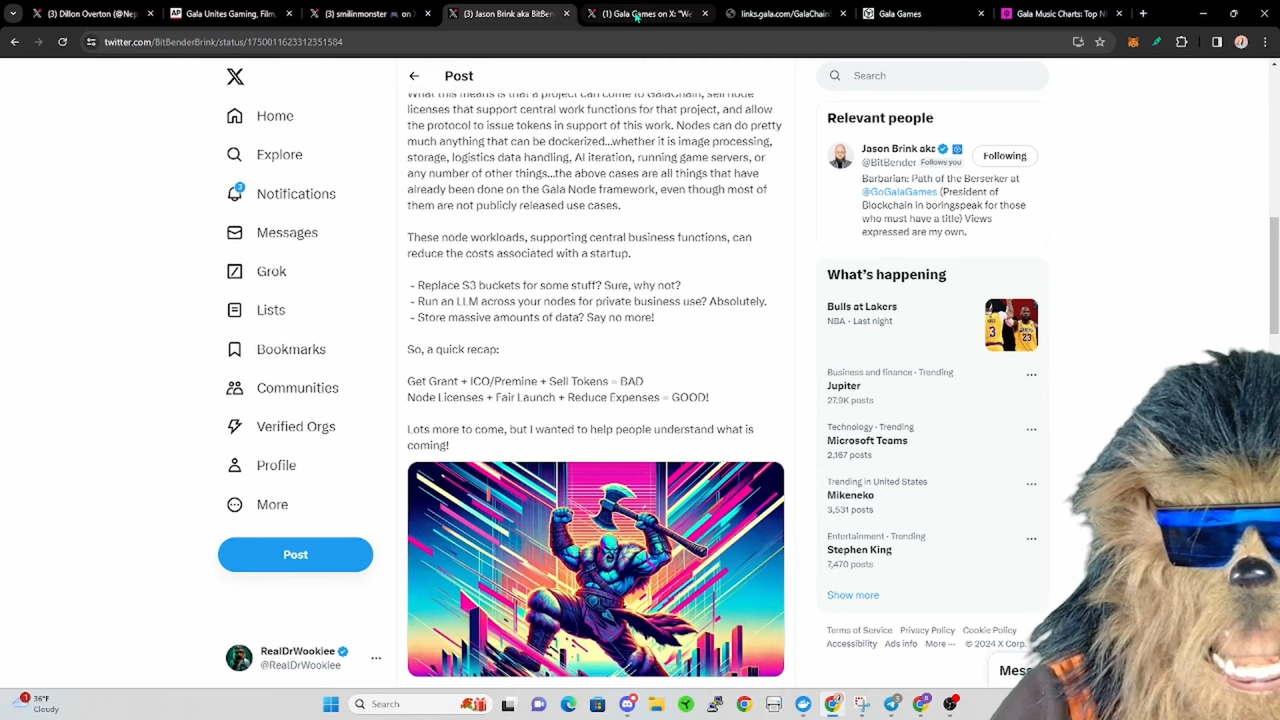 (3) Dillon Overton (@Nep
Gala Unites Gaming, Film,
(3) smilinmonster 🎮 on X
(3) Jason Brink aka BitBen
(1) Gala Games on X: "We
links.gala.com/GalaChain
Gala Games
Gala Music Charts: Top N
twitter.com/BitBenderBrink/status/1750011623312351584
Post
Search
What this means is that a project can come to GalaChain, sell node
licenses that support central work functions for that project, and allow
the protocol to issue tokens in support of this work. Nodes can do pretty
much anything that can be dockerized...whether it is image processing,
storage, logistics data handling, AI iteration, running game servers, or
any number of other things...the above cases are all things that have
already been done on the Gala Node framework, even though most of
them are not publicly released use cases.
These node workloads, supporting central business functions, can
reduce the costs associated with a startup.
- Replace S3 buckets for some stuff? Sure, why not?
- Run an LLM across your nodes for private business use? Absolutely.
- Store massive amounts of data? Say no more!
So, a quick recap:
Get Grant + ICO/Premine + Sell Tokens = BAD
Node Licenses + Fair Launch + Reduce Expenses = GOOD!
Lots more to come, but I wanted to help people understand what is
coming!
Home
Explore
3
Notifications
Messages
Grok
Lists
Bookmarks
Communities
Verified Orgs
Profile
More
Post
RealDrWookiee
@RealDrWookiee
Relevant people
Jason Brink aka
@BitBender
Follows you
Following
Barbarian: Path of the Berserker at
@GoGalaGames (President of
Blockchain in boringspeak for those
who must have a title) Views
expressed are my own.
What's happening
Bulls at Lakers
NBA · Last night
Business and finance · Trending
Jupiter
27.9K posts
Technology · Trending
Microsoft Teams
2,167 posts
Trending in United States
Mikeneko
3,531 posts
Entertainment · Trending
Stephen King
7,470 posts
Show more
Terms of Service Privacy Policy Cookie Policy
Accessibility Ads info More ··· © 2024 X Corp.
Mess
1
36°F
Cloudy
Search